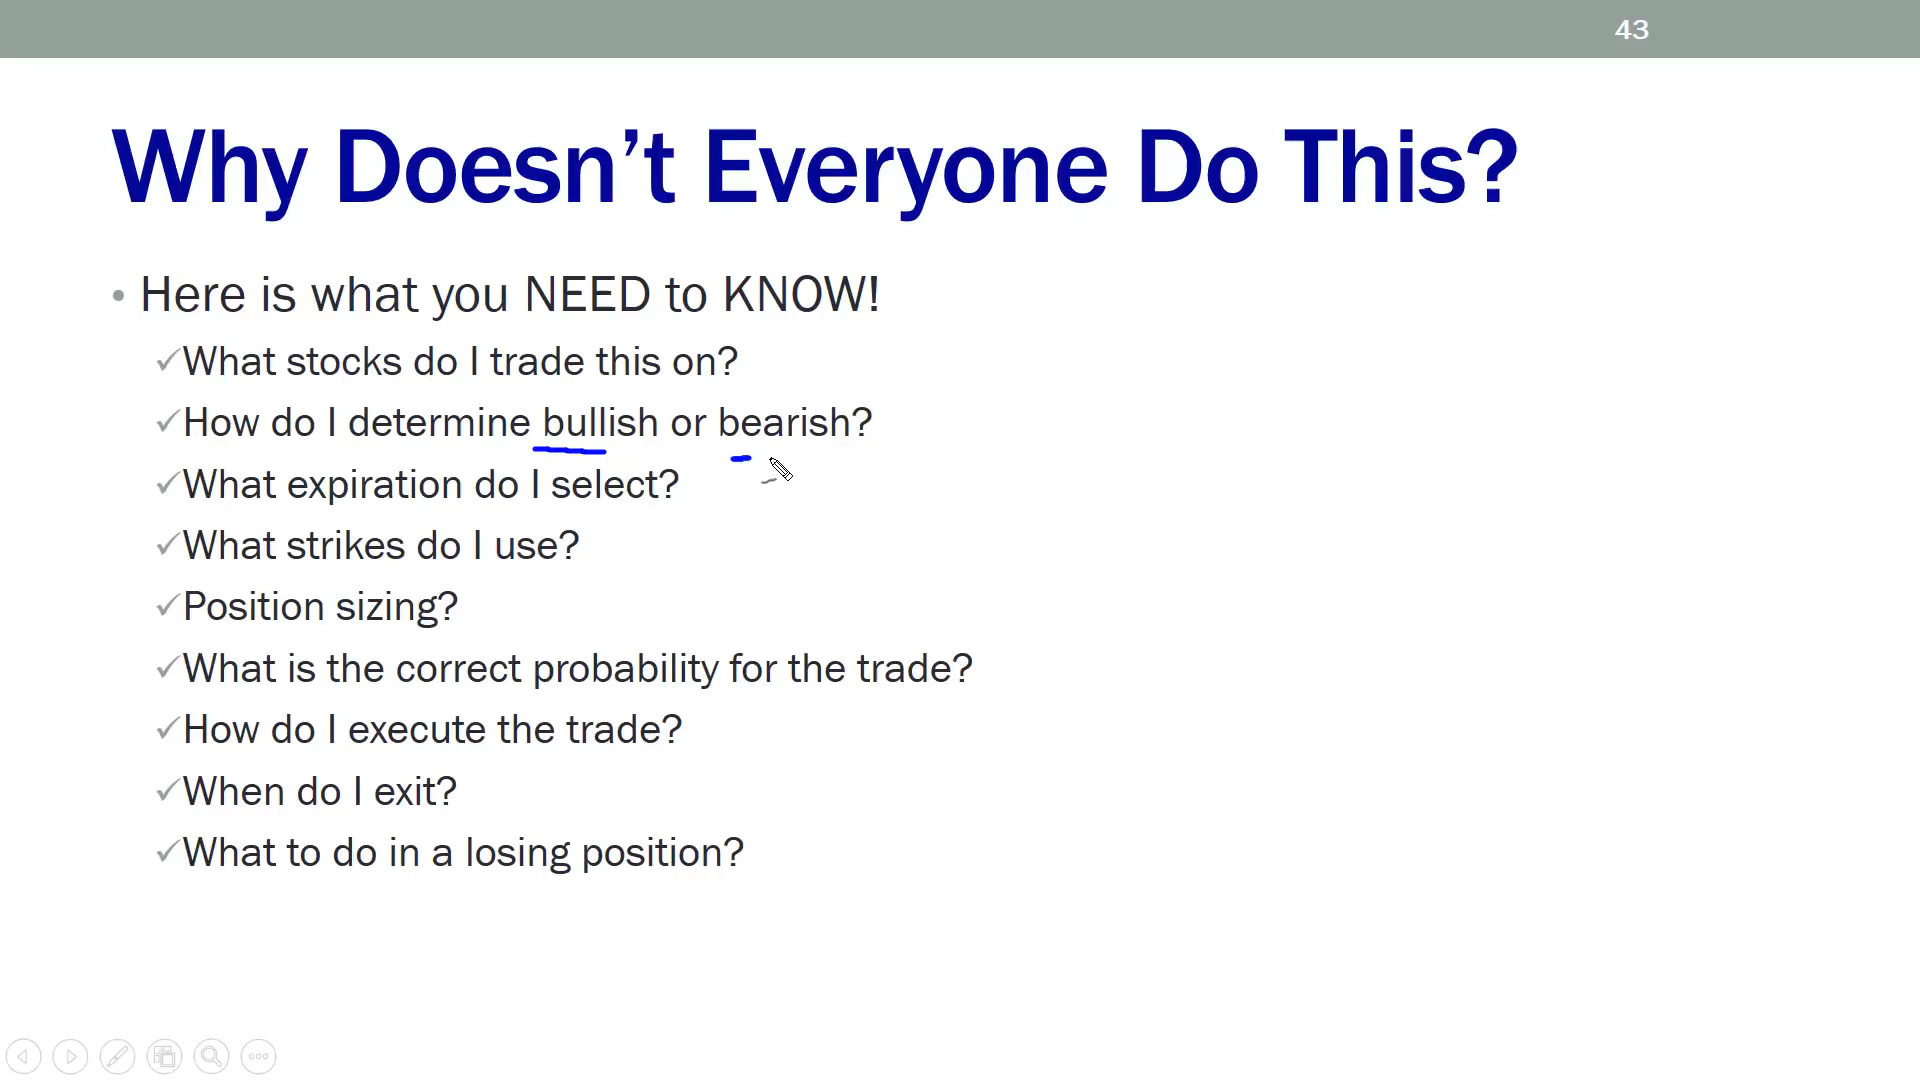 43
Why Doesn’t Everyone Do This?
• Here is what you NEED to KNOW!
✓What stocks do I trade this on?
✓How do I determine bullish or bearish?
✓What expiration do I select?
✓What strikes do I use?
✓Position sizing?
✓What is the correct probability for the trade?
✓How do I execute the trade?
✓When do I exit?
✓What to do in a losing position?